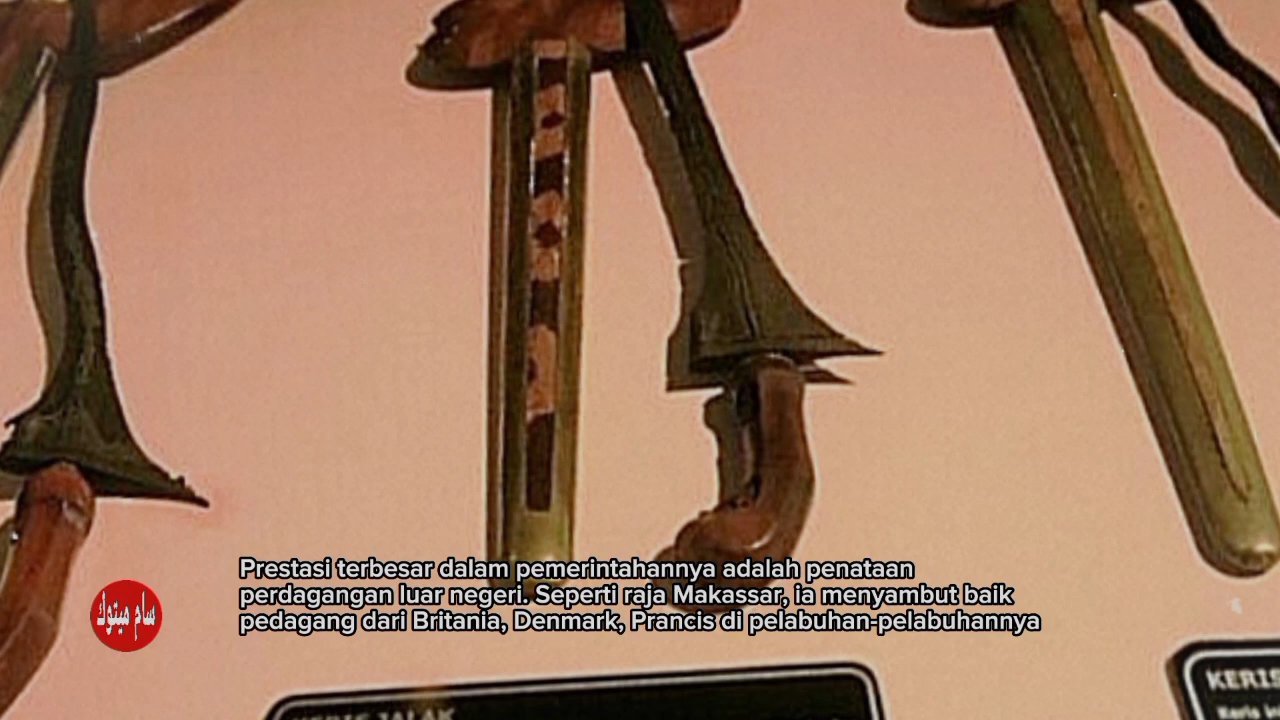 Prestasi terbesar dalam pemerintahannya adalah penataan
perdagangan luar negeri. Seperti raja Makassar, ia menyambut baik
pedagang dari Britania, Denmark, Prancis di pelabuhan-pelabuhannya
سام ميتوك
KERIS JALAK
KERIS
Keris